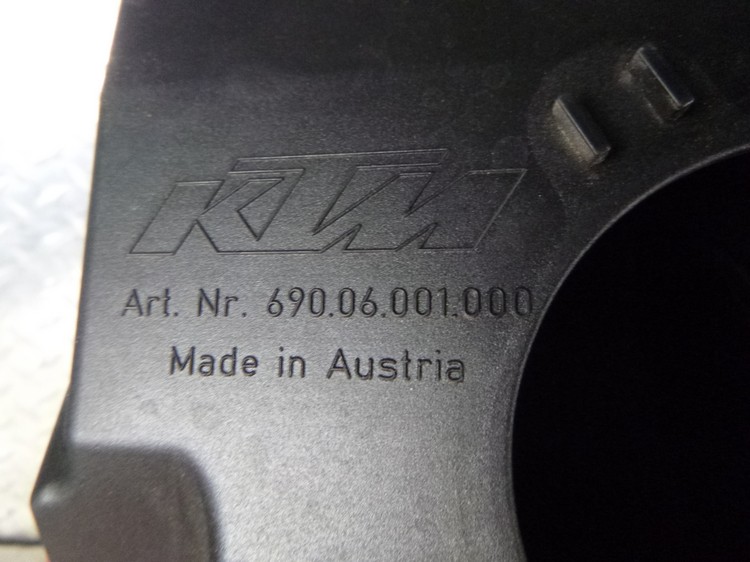 KTM
Art. Nr. 690.06.001.000
Made in Austria